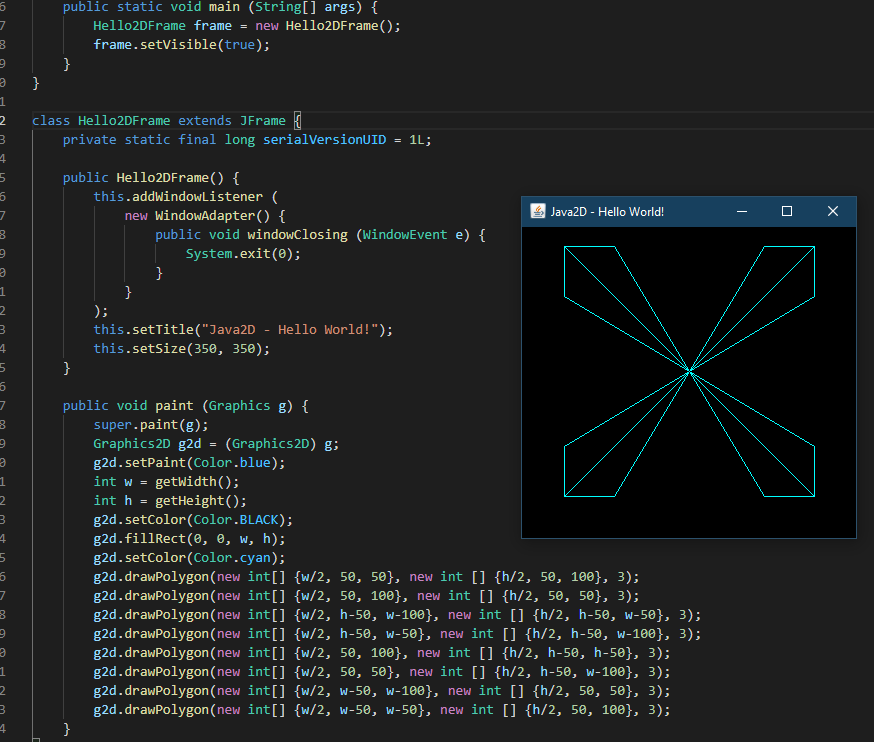 6 public static void main (String[] args) {
7 Hello2DFrame frame = new Hello2DFrame();
8 frame.setVisible(true);
9 }
0 }
1
2 class Hello2DFrame extends JFrame {
3 private static final long serialVersionUID = 1L;
4
5 public Hello2DFrame() {
6 this.addWindowListener (
7 new WindowAdapter() {
8 public void windowClosing (WindowEvent e) {
9 System.exit(0);
0 }
1 }
2 );
3 this.setTitle("Java2D - Hello World!");
4 this.setSize(350, 350);
5 }
6
7 public void paint (Graphics g) {
8 super.paint(g);
9 Graphics2D g2d = (Graphics2D) g;
0 g2d.setPaint(Color.blue);
1 int w = getWidth();
2 int h = getHeight();
3 g2d.setColor(Color.BLACK);
4 g2d.fillRect(0, 0, w, h);
5 g2d.setColor(Color.cyan);
6 g2d.drawPolygon(new int[] {w/2, 50, 50}, new int [] {h/2, 50, 100}, 3);
7 g2d.drawPolygon(new int[] {w/2, 50, 100}, new int [] {h/2, 50, 50}, 3);
8 g2d.drawPolygon(new int[] {w/2, h-50, w-100}, new int [] {h/2, h-50, w-50}, 3);
9 g2d.drawPolygon(new int[] {w/2, h-50, w-50}, new int [] {h/2, h-50, w-100}, 3);
0 g2d.drawPolygon(new int[] {w/2, 50, 100}, new int [] {h/2, h-50, h-50}, 3);
1 g2d.drawPolygon(new int[] {w/2, 50, 50}, new int [] {h/2, h-50, w-100}, 3);
2 g2d.drawPolygon(new int[] {w/2, w-50, w-100}, new int [] {h/2, 50, 50}, 3);
3 g2d.drawPolygon(new int[] {w/2, w-50, w-50}, new int [] {h/2, 50, 100}, 3);
4 }
Java2D - Hello World!